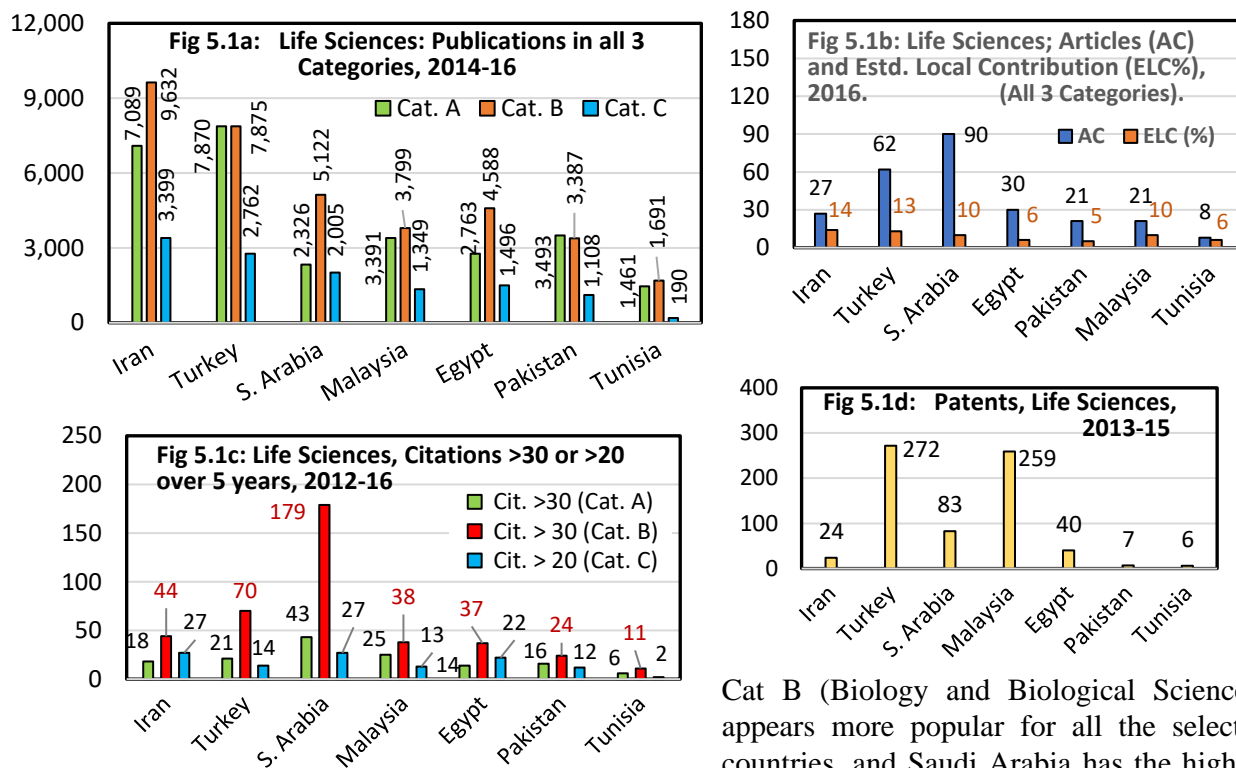 Fig 5.1a: Life Sciences: Publications in all 3
Categories, 2014-16
Cat. A Cat. B Cat. C
12,000
9,000
6,000
3,000
0
7,089 9,632 3,399
7,870 7,875 2,762
2,326 5,122 2,005
3,391 3,799 1,349
2,763 4,588 1,496
3,493 3,387 1,108
1,461 1,691 190
Iran Turkey S. Arabia Malaysia Egypt Pakistan Tunisia
Fig 5.1b: Life Sciences; Articles (AC)
and Estd. Local Contribution (ELC%),
2016. (All 3 Categories).
AC ELC (%)
180
150
120
90
60
30
0
27 14
62 13
90 10
30 6
21 5
21 10
8 6
Iran Turkey S. Arabia Egypt Pakistan Malaysia Tunisia
Fig 5.1c: Life Sciences, Citations >30 or >20
over 5 years, 2012-16
Cit. >30 (Cat. A)
Cit. > 30 (Cat. B)
Cit. > 20 (Cat. C)
250
200
150
100
50
0
18 44 27
21 70 14
43 179 27
25 38 13
14 37 22
16 24 12
6 11 2
Iran Turkey S. Arabia Malaysia Egypt Pakistan Tunisia
Fig 5.1d: Patents, Life Sciences,
2013-15
400
300
200
100
0
24 272 83 259 40 7 6
Iran Turkey S. Arabia Malaysia Egypt Pakistan Tunisia
Cat B (Biology and Biological Science
appears more popular for all the select
countries, and Saudi Arabia has the high